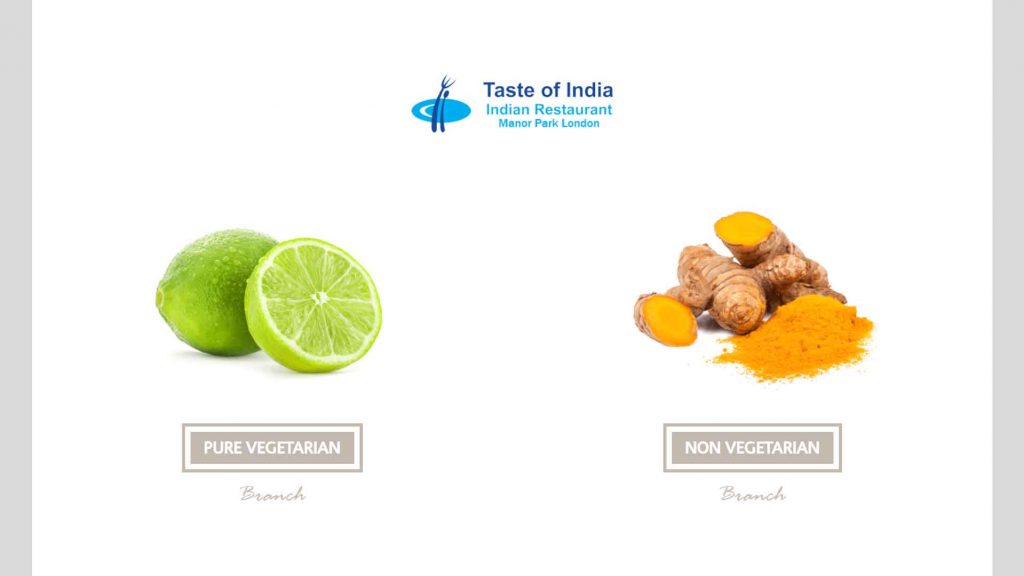 Taste of India
Indian Restaurant
Manor Park London
PURE VEGETARIAN
Branch
NON VEGETARIAN
Branch